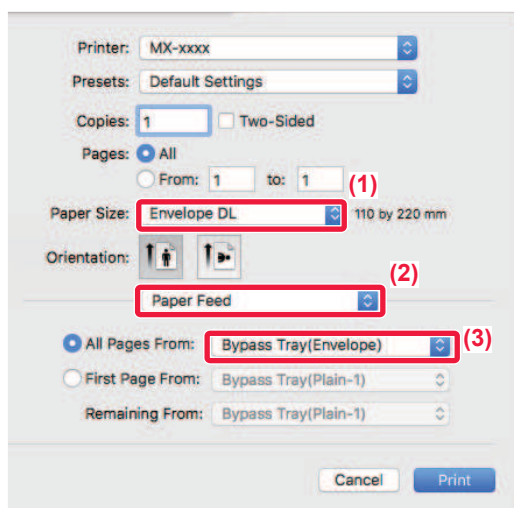 Printer: MX-xxxx
Presets: Default Settings
Copies: 1 Two-Sided
Pages: All
From: 1 to: 1
(1)
Paper Size: Envelope DL 110 by 220 mm
Orientation:
(2)
Paper Feed
All Pages From: Bypass Tray(Envelope) (3)
First Page From: Bypass Tray(Plain-1)
Remaining From: Bypass Tray(Plain-1)
Cancel Print